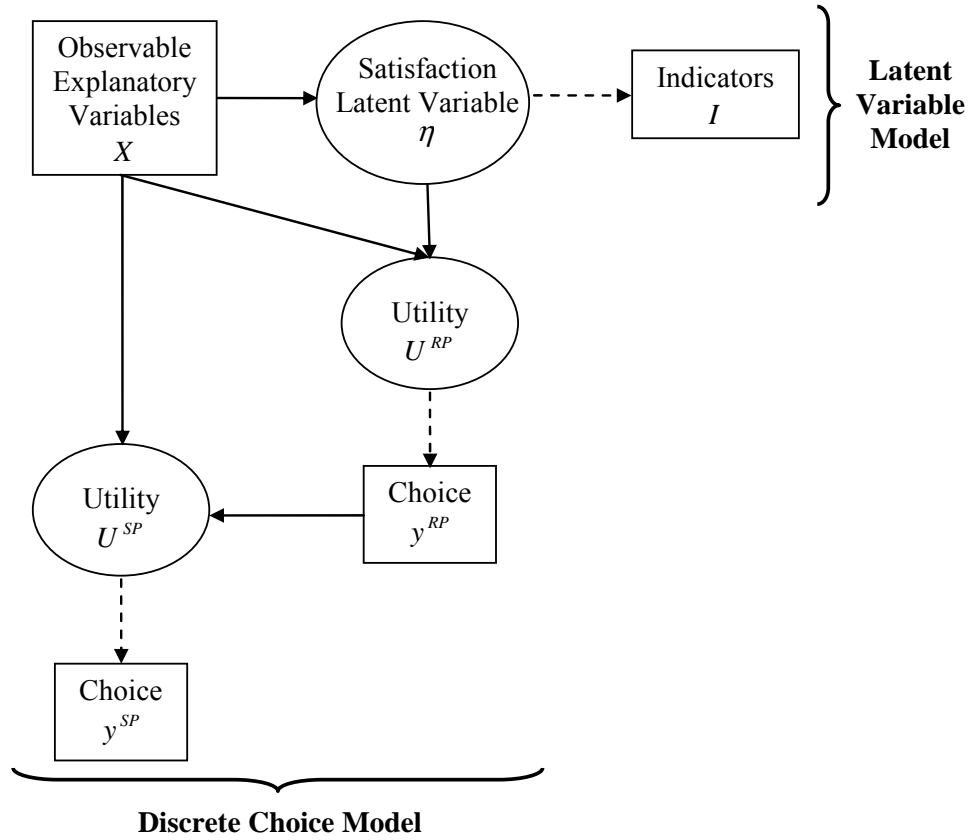 Observable
Explanatory
Variables
X
Satisfaction
Latent Variable
η
Indicators
I
Latent
Variable
Model
Utility
U^{RP}
Utility
U^{SP}
Choice
y^{RP}
Choice
y^{SP}
Discrete Choice Model